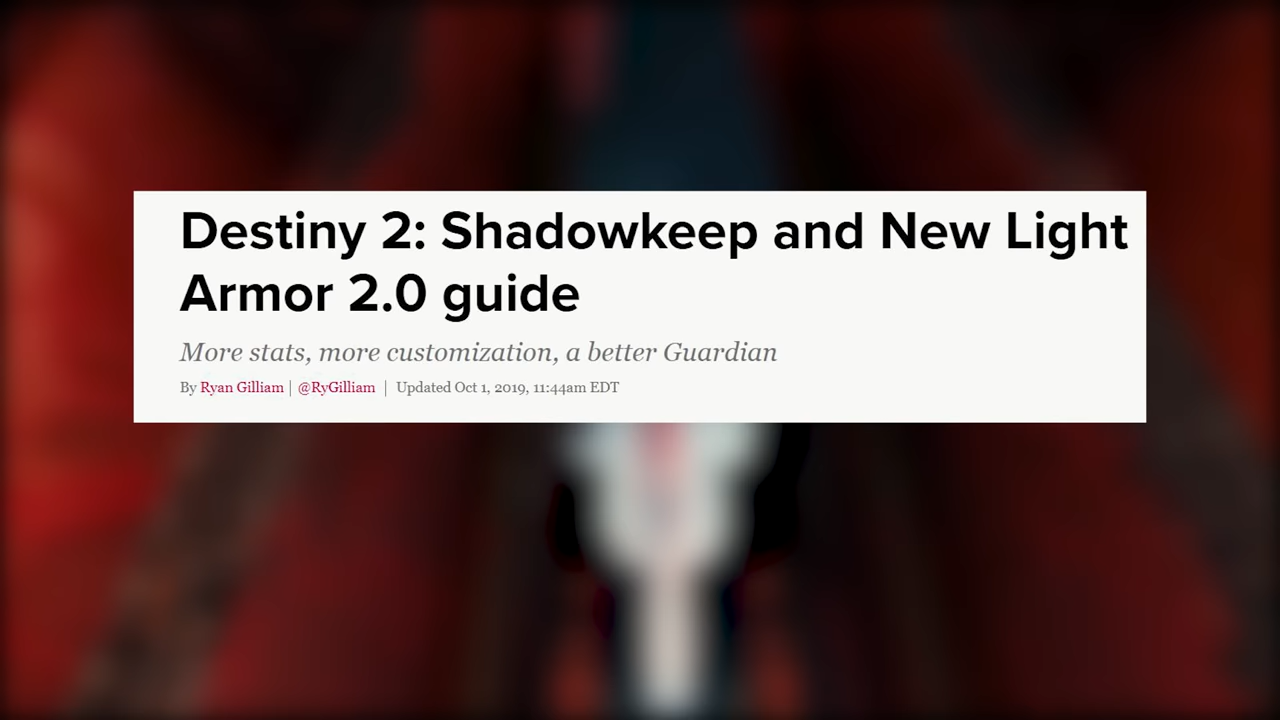 Destiny 2: Shadowkeep and New Light
Armor 2.0 guide
More stats, more customization, a better Guardian
By Ryan Gilliam | @RyGilliam | Updated Oct 1, 2019, 11:44am EDT